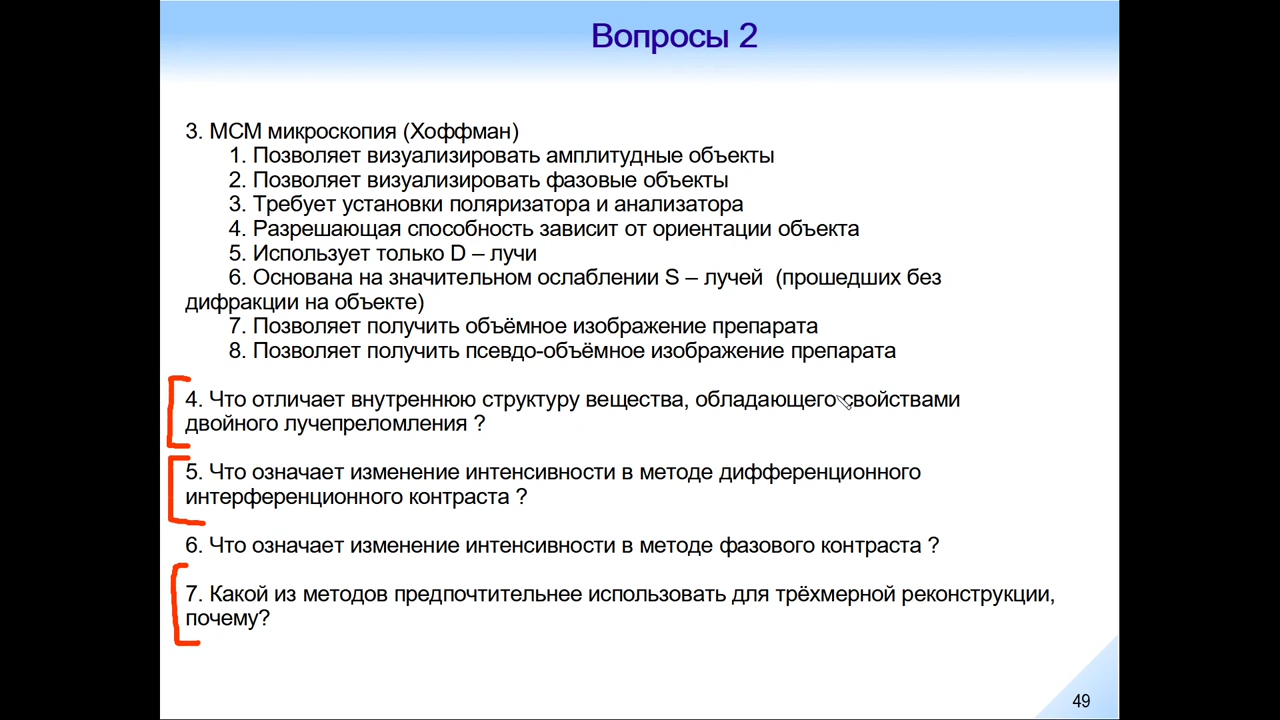 Вопросы 2
3. МСМ микроскопия (Хоффман)
1. Позволяет визуализировать амплитудные объекты
2. Позволяет визуализировать фазовые объекты
3. Требует установки поляризатора и анализатора
4. Разрешающая способность зависит от ориентации объекта
5. Использует только D – лучи
6. Основана на значительном ослаблении S – лучей (прошедших без
дифракции на объекте)
7. Позволяет получить объёмное изображение препарата
8. Позволяет получить псевдо-объёмное изображение препарата
4. Что отличает внутреннюю структуру вещества, обладающего свойствами
двойного лучепреломления ?
5. Что означает изменение интенсивности в методе дифференционного
интерференционного контраста ?
6. Что означает изменение интенсивности в методе фазового контраста ?
7. Какой из методов предпочтительнее использовать для трёхмерной реконструкции,
почему?
49